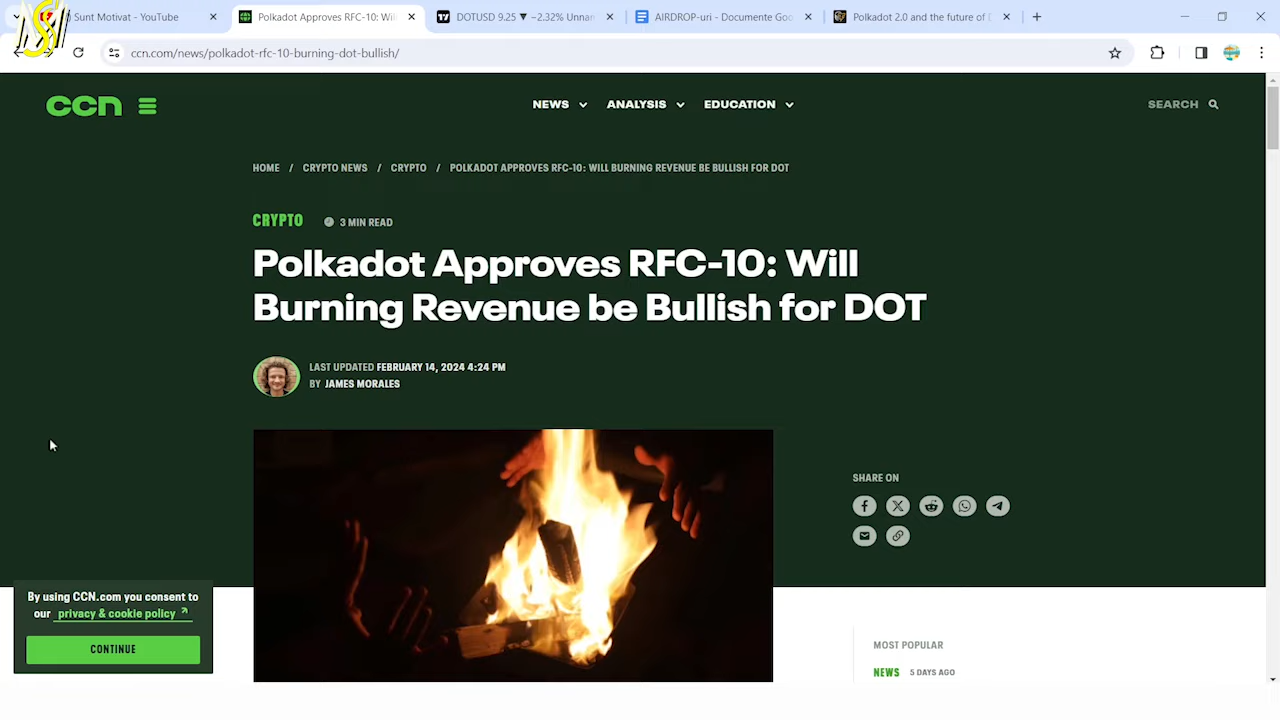 Sunt Motivat - YouTube
Polkadot Approves RFC-10: Wil
DOTUSD 9.25 ▼ −2.32% Unnan
AIRDROP-uri - Documente Goo
Polkadot 2.0 and the future of D
ccn.com/news/polkadot-rfc-10-burning-dot-bullish/
ccn
NEWS
ANALYSIS
EDUCATION
SEARCH
HOME / CRYPTO NEWS / CRYPTO / POLKADOT APPROVES RFC-10: WILL BURNING REVENUE BE BULLISH FOR DOT
CRYPTO
3 MIN READ
Polkadot Approves RFC-10: Will
Burning Revenue be Bullish for DOT
LAST UPDATED FEBRUARY 14, 2024 4:24 PM
BY JAMES MORALES
SHARE ON
By using CCN.com you consent to
our privacy & cookie policy
CONTINUE
MOST POPULAR
NEWS 5 DAYS AGO